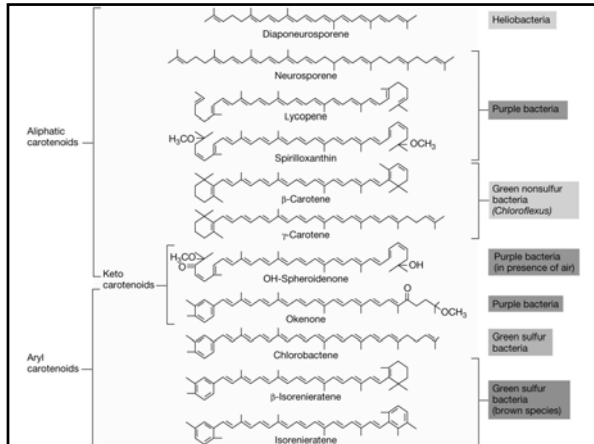 Heliobacteria
Diaponeurosporene
Neurosporene
Lycopene
Purple bacteria
Aliphatic
carotenoids
H₃CO
OCH₃
Spirilloxanthin
β-Carotene
Green nonsulfur
bacteria
(Chloroflexus)
γ-Carotene
Keto
carotenoids
H₃CO
O
OH
OH-Spheroidenone
Purple bacteria
(in presence of air)
O
OCH₃
Okenone
Purple bacteria
Aryl
carotenoids
Chlorobactene
Green sulfur
bacteria
β-Isorenieratene
Green sulfur
bacteria
(brown species)
Isorenieratene